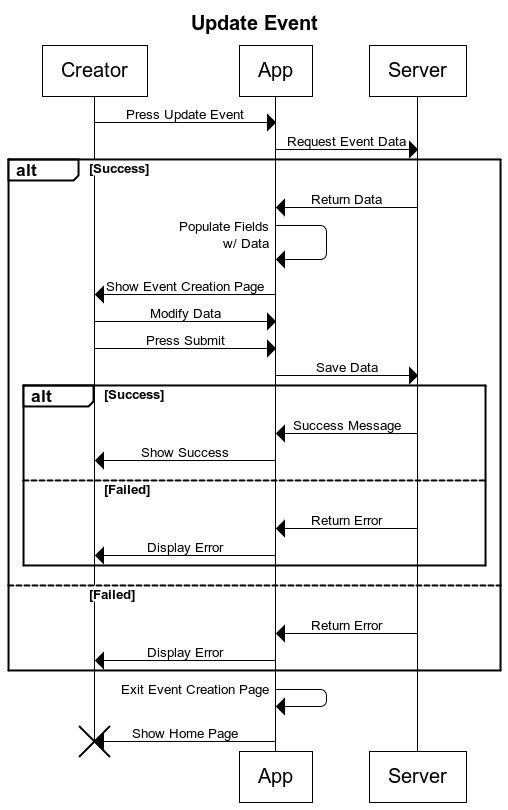 Update Event
Creator
App
Server
Press Update Event
Request Event Data
alt
[Success]
Return Data
Populate Fields
w/ Data
Show Event Creation Page
Modify Data
Press Submit
Save Data
alt
[Success]
Success Message
Show Success
[Failed]
Return Error
Display Error
[Failed]
Return Error
Display Error
Exit Event Creation Page
Show Home Page
App
Server